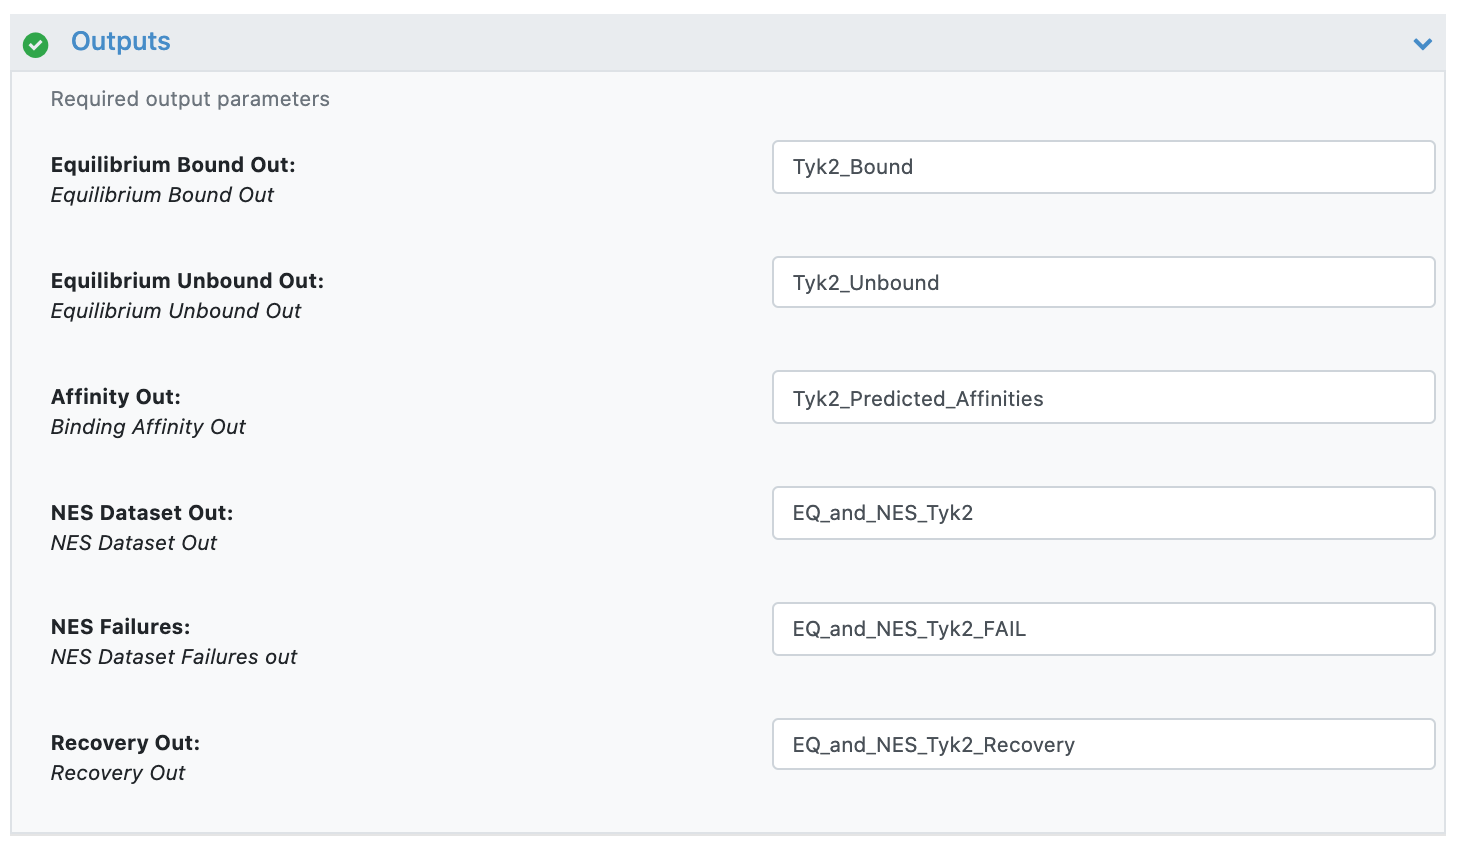 Outputs
Required output parameters
Equilibrium Bound Out:
Tyk2_Bound
Equilibrium Bound Out
Equilibrium Unbound Out:
Tyk2_Unbound
Equilibrium Unbound Out
Affinity Out:
Tyk2_Predicted_Affinities
Binding Affinity Out
NES Dataset Out:
EQ_and_NES_Tyk2
NES Dataset Out
NES Failures:
EQ_and_NES_Tyk2_FAIL
NES Dataset Failures out
Recovery Out:
EQ_and_NES_Tyk2_Recovery
Recovery Out